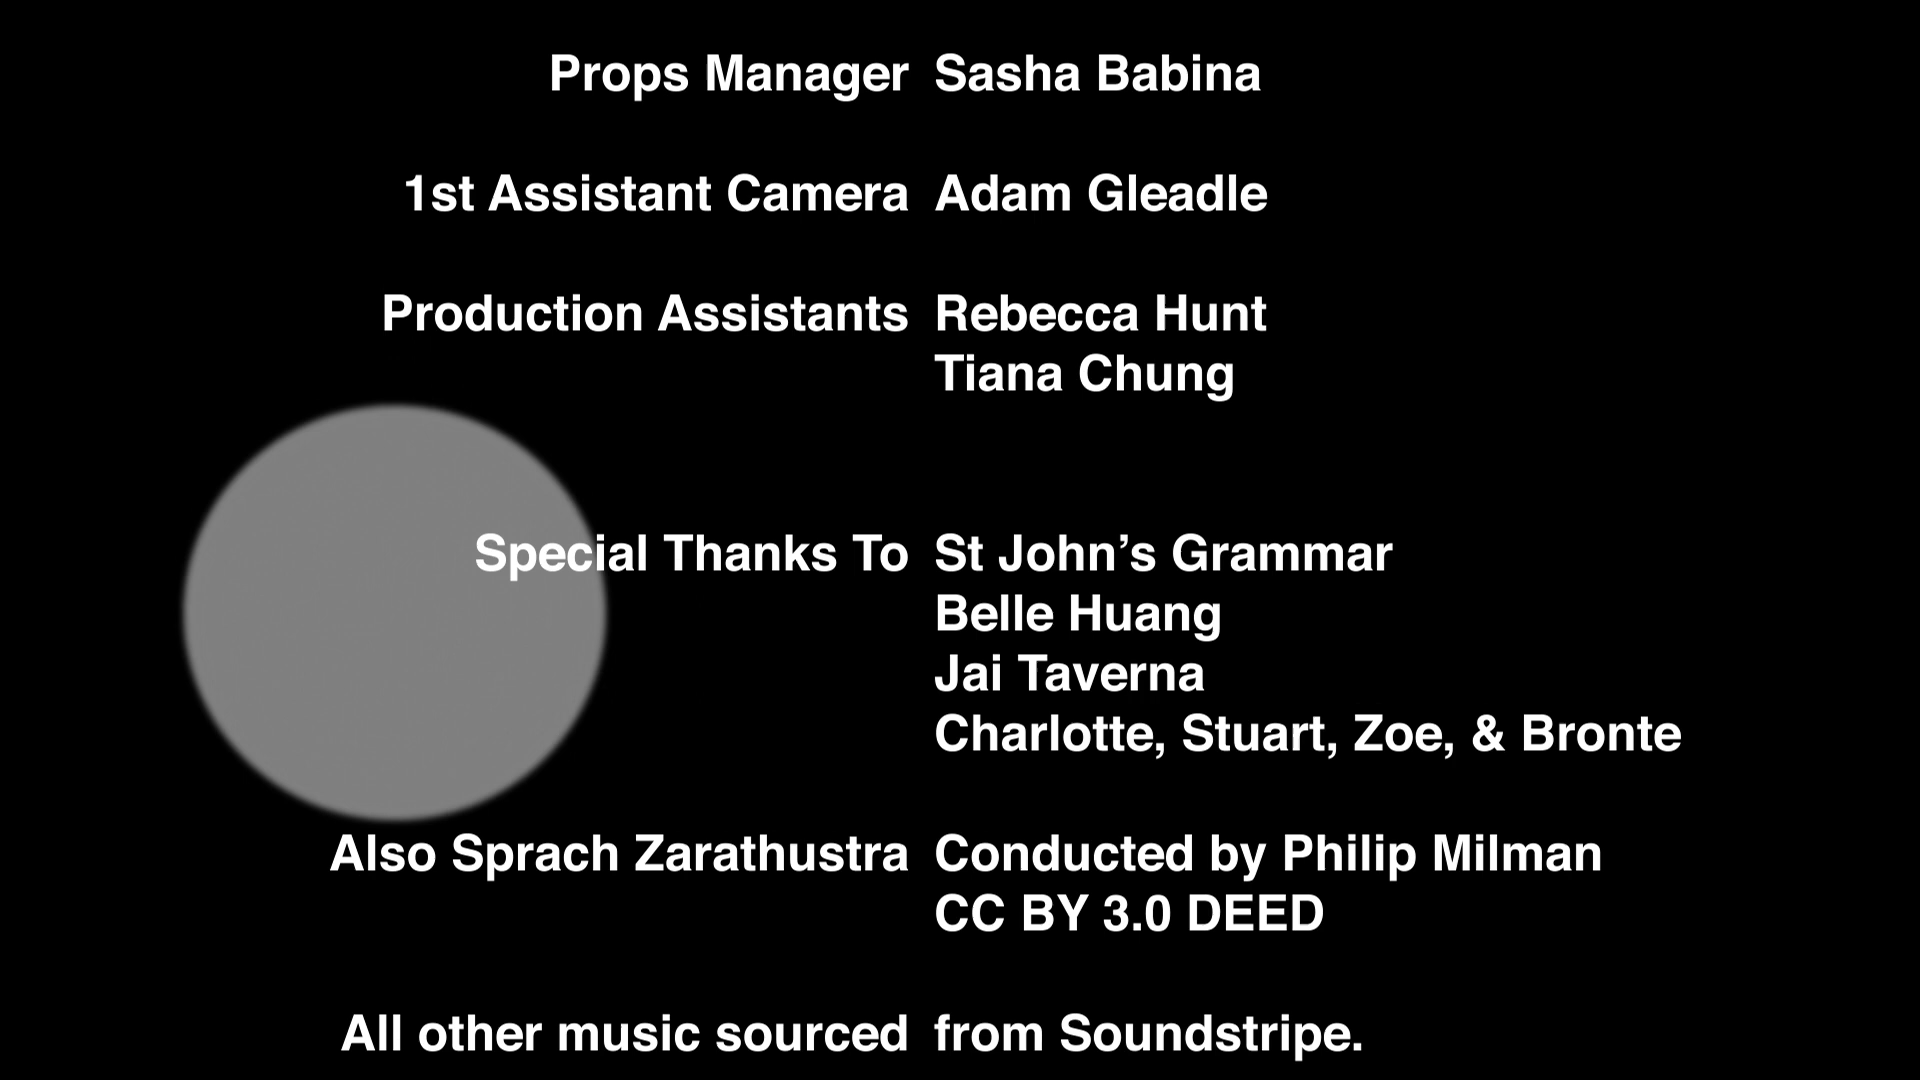 Props Manager Sasha Babina
1st Assistant Camera Adam Gleadle
Production Assistants Rebecca Hunt
Tiana Chung
Special Thanks To St John’s Grammar
Belle Huang
Jai Taverna
Charlotte, Stuart, Zoe, & Bronte
Also Sprach Zarathustra Conducted by Philip Milman
CC BY 3.0 DEED
All other music sourced from Soundstripe.